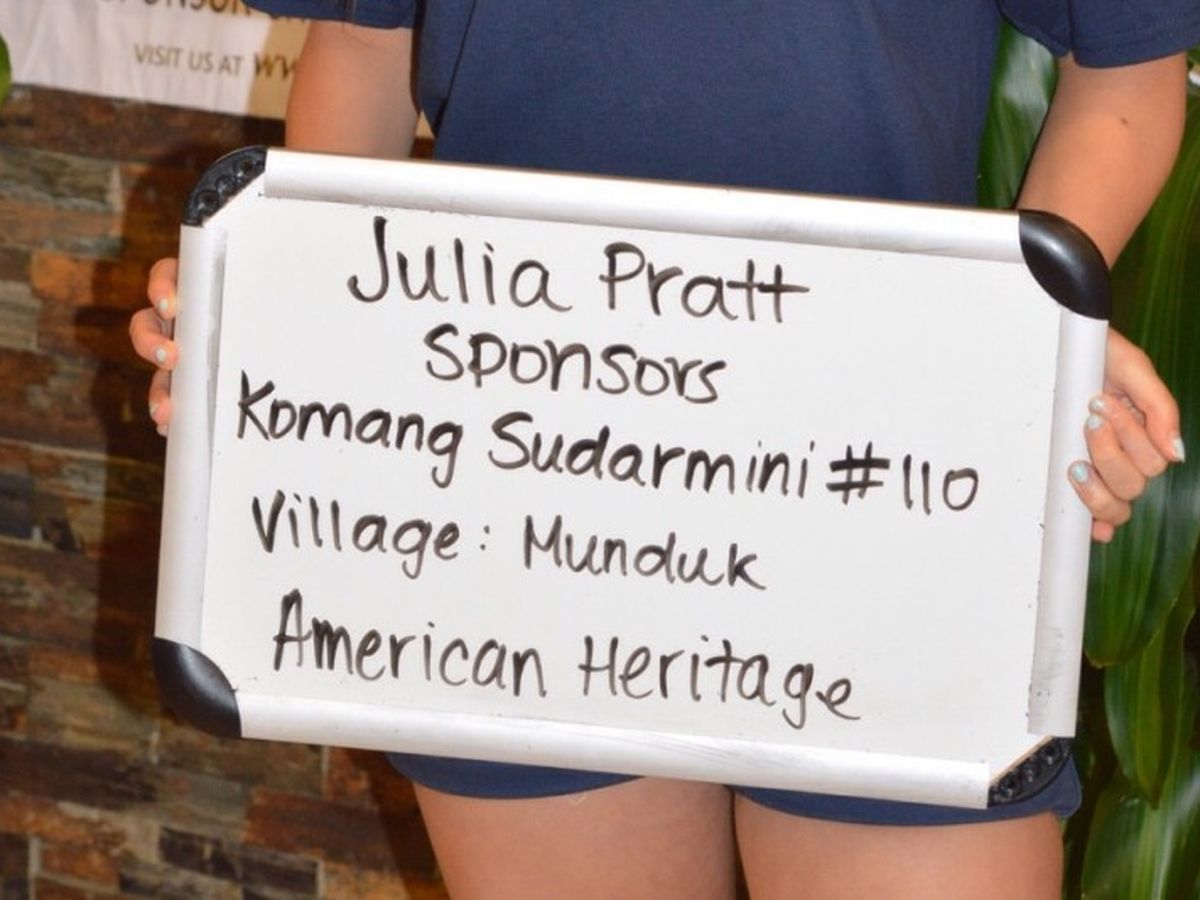 VISIT US AT
Julia Pratt
Sponsors
Komang Sudarmini #110
Village: Munduk
American Heritage